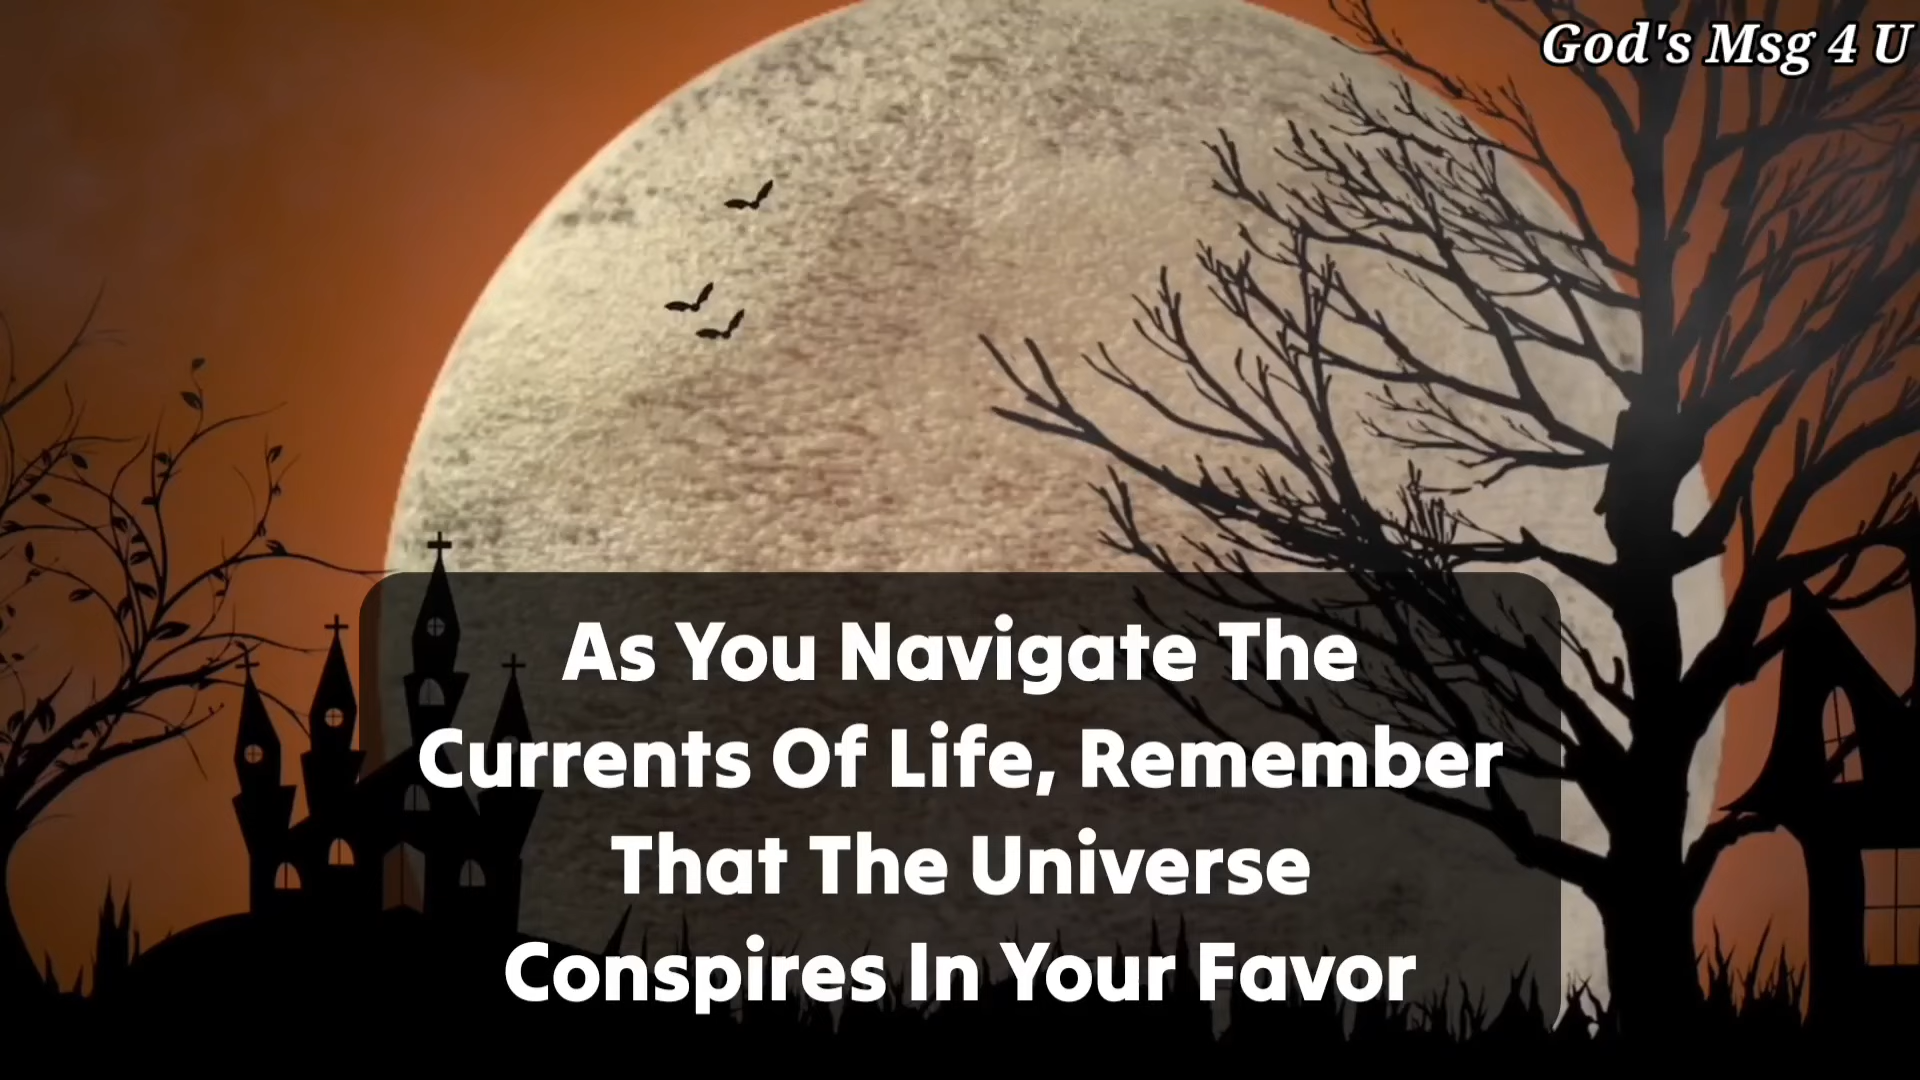 God's Msg 4 U
As You Navigate The
Currents Of Life, Remember
That The Universe
Conspires In Your Favor